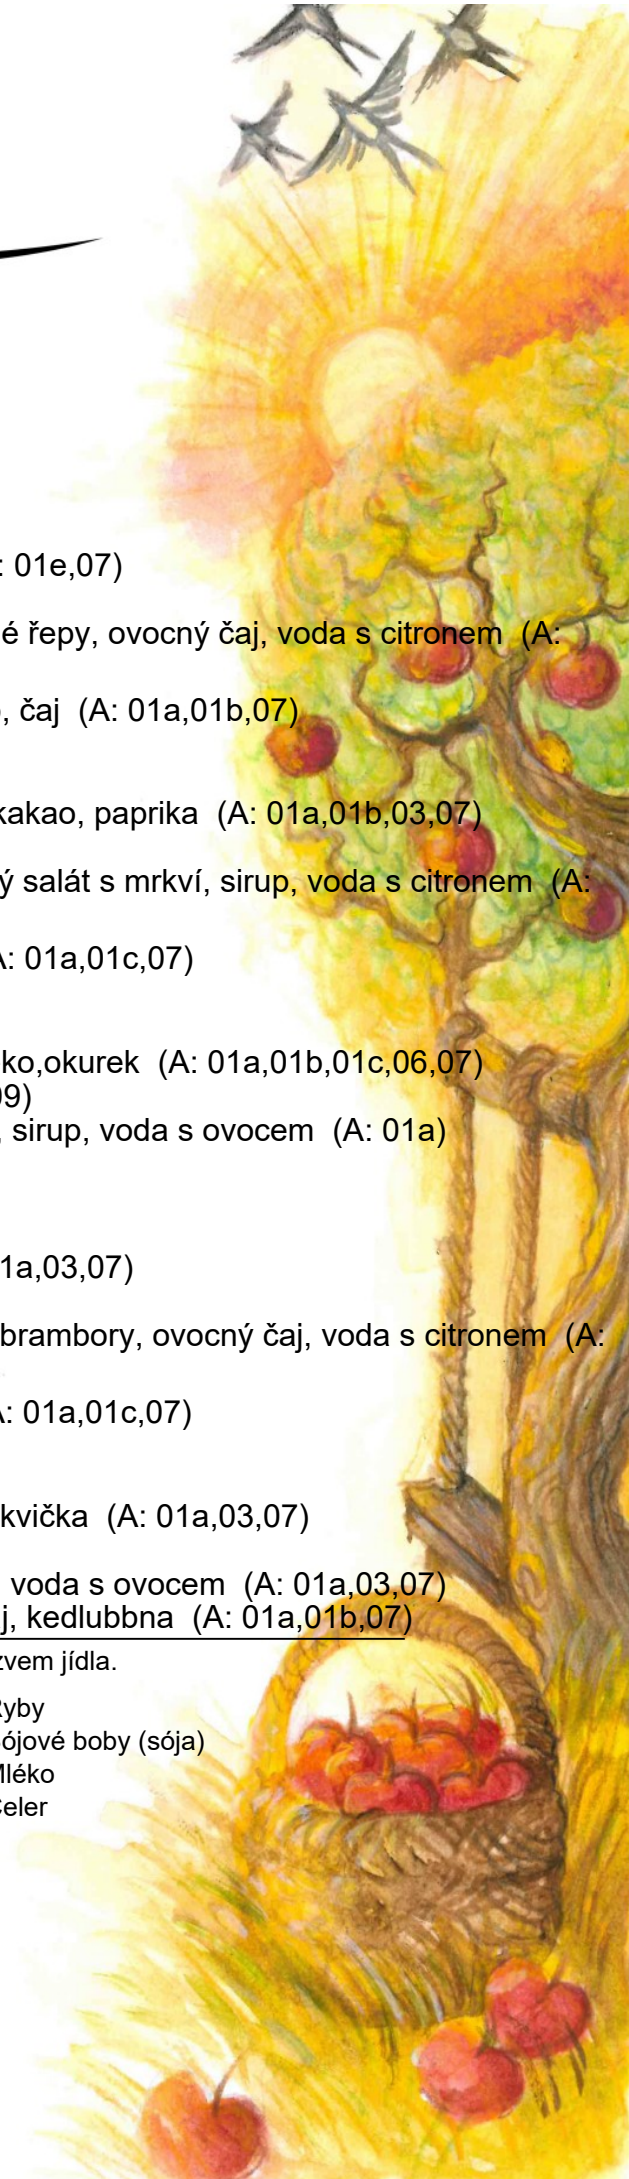 : 01e,07)
é řepy, ovocný čaj, voda s citronem (A:
, čaj (A: 01a,01b,07)
kakao, paprika (A: 01a,01b,03,07)
ý salát s mrkví, sirup, voda s citronem (A:
A: 01a,01c,07)
ko,okurek (A: 01a,01b,01c,06,07)
09)
, sirup, voda s ovocem (A: 01a)
1a,03,07)
brambory, ovocný čaj, voda s citronem (A:
A: 01a,01c,07)
kvička (A: 01a,03,07)
voda s ovocem (A: 01a,03,07)
j, kedlubbna (A: 01a,01b,07)
zvem jídla.
Ryby
Sójové boby (sója)
Mléko
Celer